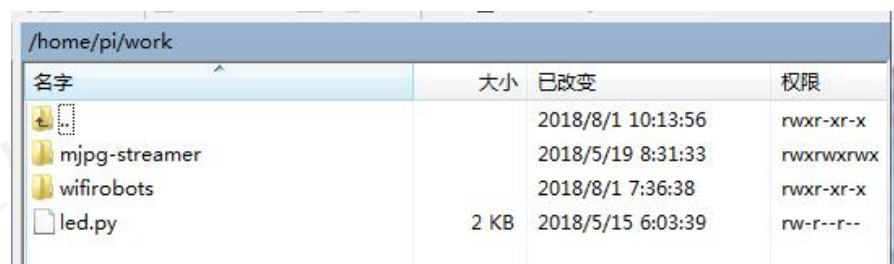 /home/pi/work
名字 大小 已改变 权限
.. 2018/8/1 10:13:56 rwxr-xr-x
mjpg-streamer 2018/5/19 8:31:33 rwxrwxrwx
wifirobots 2018/8/1 7:36:38 rwxr-xr-x
led.py 2 KB 2018/5/15 6:03:39 rw-r--r--